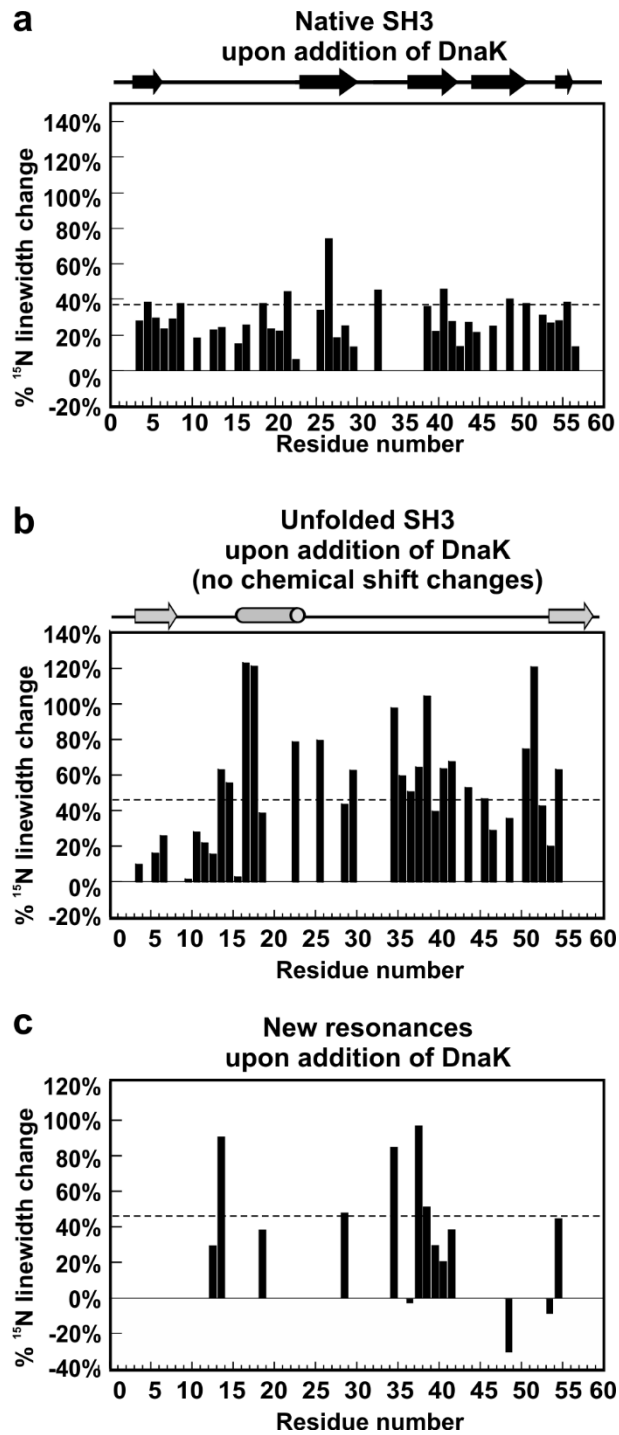 a
Native SH3
upon addition of DnaK
140%
120%
100%
80%
60%
40%
20%
0%
-20%
% ¹⁵N linewidth change
0 5 10 15 20 25 30 35 40 45 50 55 60
Residue number
b
Unfolded SH3
upon addition of DnaK
(no chemical shift changes)
140%
120%
100%
80%
60%
40%
20%
0%
-20%
% ¹⁵N linewidth change
0 5 10 15 20 25 30 35 40 45 50 55 60
Residue number
c
New resonances
upon addition of DnaK
120%
100%
80%
60%
40%
20%
0%
-20%
-40%
% ¹⁵N linewidth change
0 5 10 15 20 25 30 35 40 45 50 55 60
Residue number